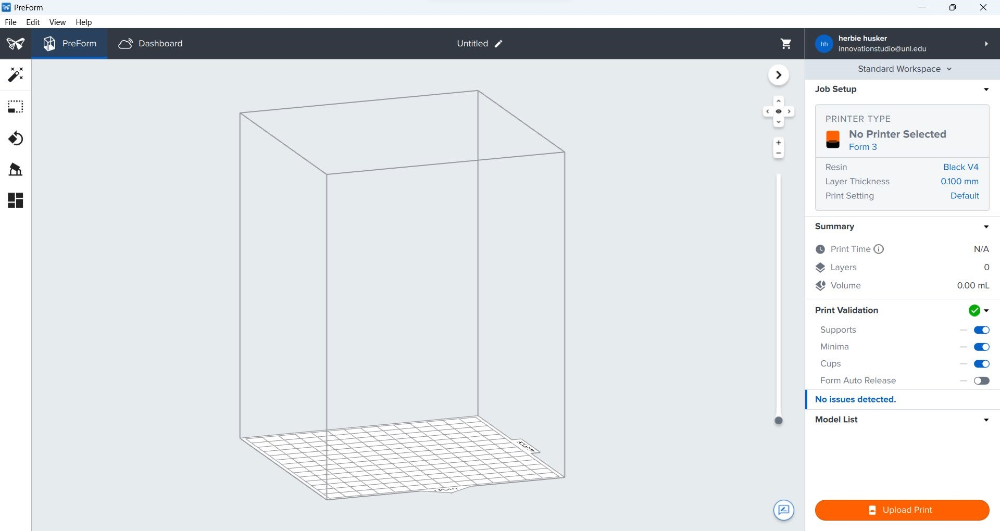 PreForm
File Edit View Help
PreForm Dashboard Untitled
hh herbie husker
innovationstudio@unl.edu
Standard Workspace
Job Setup
PRINTER TYPE
No Printer Selected
Form 3
Resin Black V4
Layer Thickness 0.100 mm
Print Setting Default
Summary
Print Time N/A
Layers 0
Volume 0.00 mL
Print Validation
Supports
Minima
Cups
Form Auto Release
No issues detected.
Model List
Upload Print